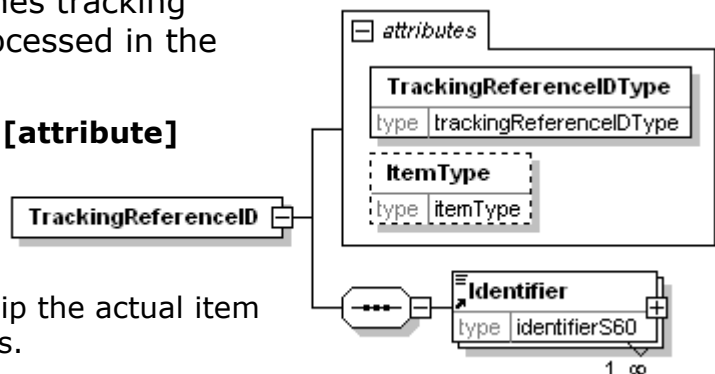 les tracking
ocessed in the
[attribute]
ip the actual item
s.
attributes
TrackingReferenceIDType
type trackingReferenceIDType
ItemType
type itemType
TrackingReferenceID
Identifier
type identifierS60
1..∞